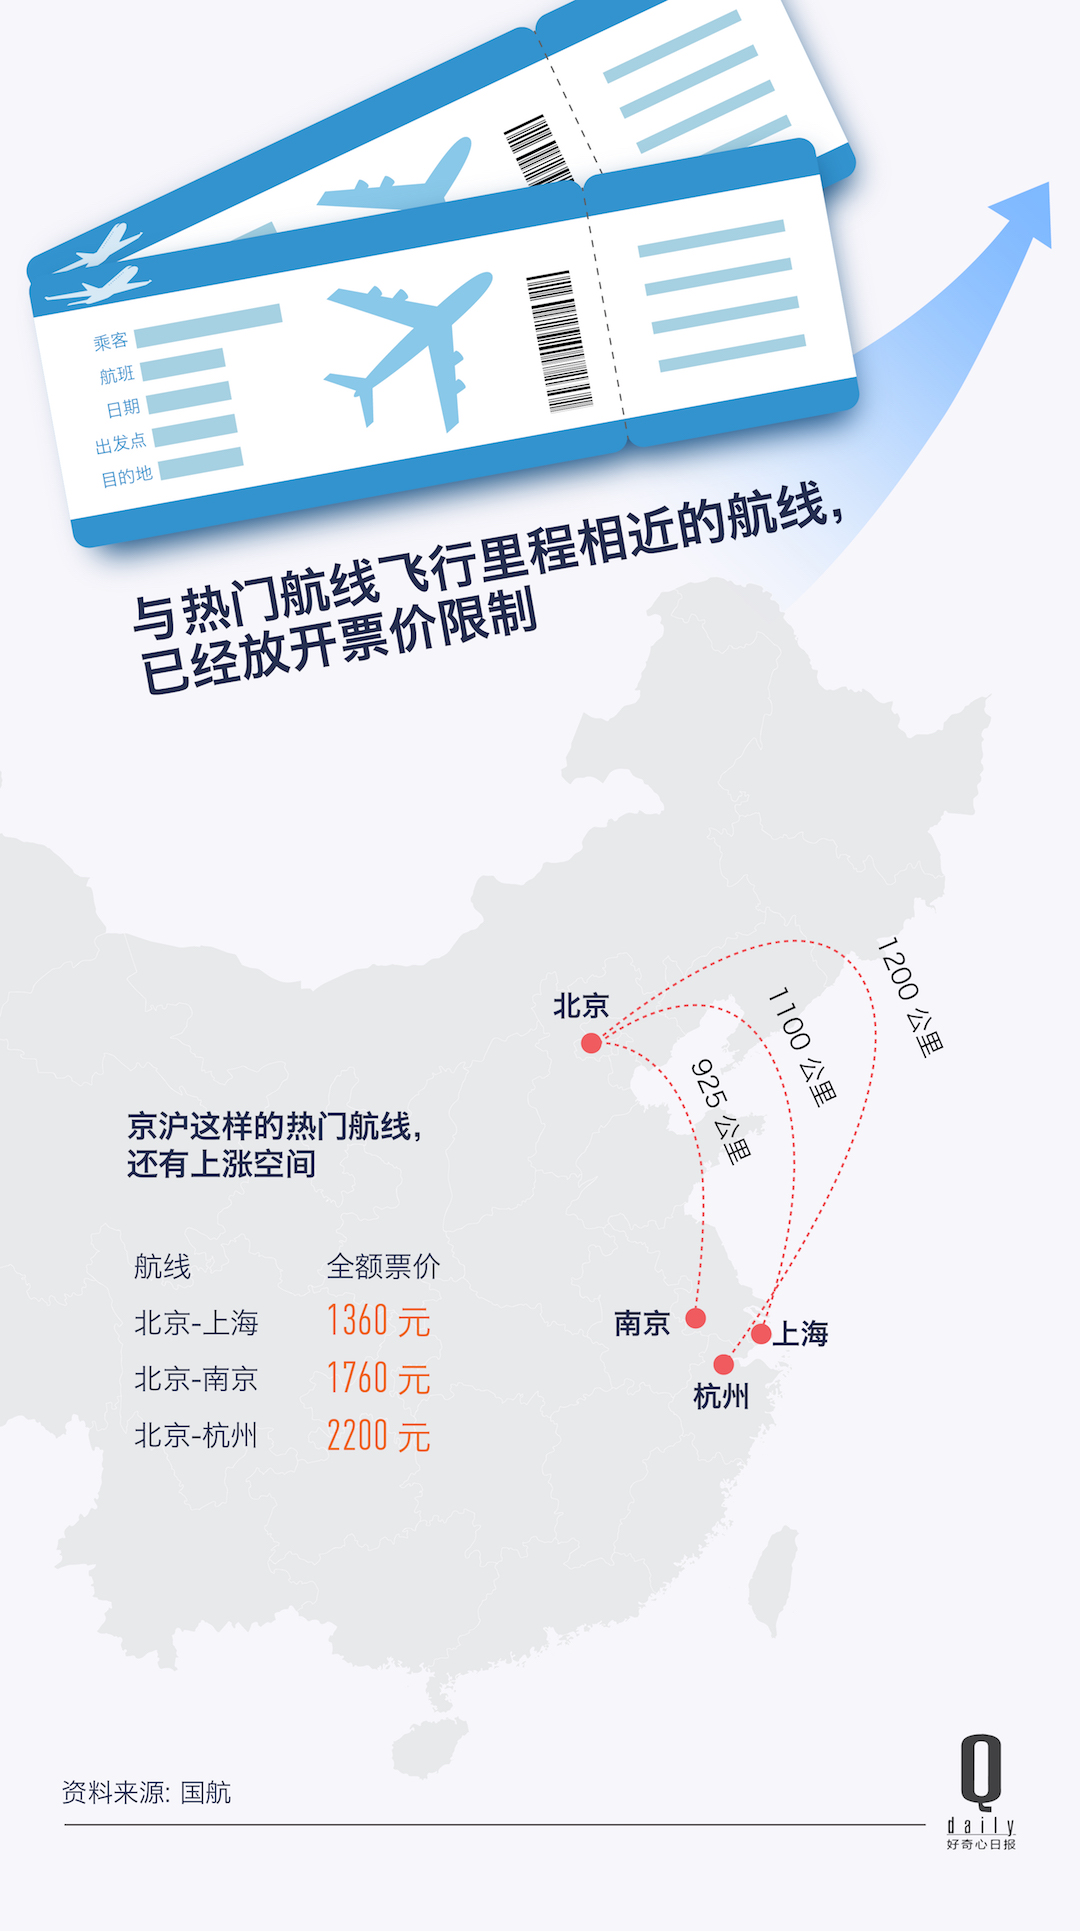 乘客
航班
日期
出发点
目的地
与热门航线飞行里程相近的航线,
已经放开票价限制
北京
925 公里
1100 公里
1200 公里
南京
上海
杭州
京沪这样的热门航线,
还有上涨空间
航线 全额票价
北京-上海 1360 元
北京-南京 1760 元
北京-杭州 2200 元
资料来源: 国航
Q
daily
好奇心日报